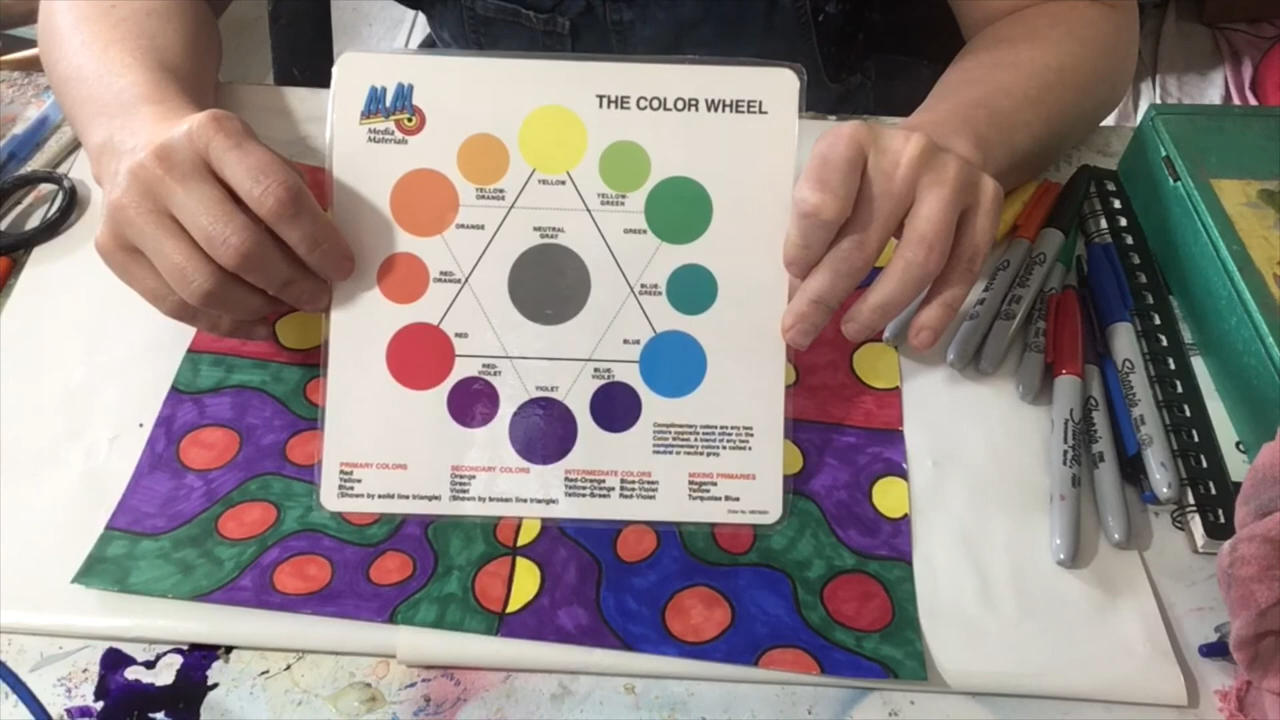 MM
Media
Materials
THE COLOR WHEEL
YELLOW
YELLOW-
ORANGE
YELLOW-
GREEN
ORANGE
NEUTRAL
GRAY
GREEN
RED-
ORANGE
BLUE-
GREEN
RED
BLUE
RED-
VIOLET
VIOLET
BLUE-
VIOLET
Complimentary colors are any two
colors opposite each other on the
Color Wheel. A blend of any two
complementary colors is called a
neutral or neutral gray.
PRIMARY COLORS
Red
Yellow
Blue
(Shown by solid line triangle)
SECONDARY COLORS
Orange
Green
Violet
(Shown by broken line triangle)
INTERMEDIATE COLORS
Red-Orange Blue-Green
Yellow-Orange Blue-Violet
Yellow-Green Red-Violet
MIXING PRIMARIES
Magenta
Yellow
Turquoise Blue
Sharpie
Sharpie
Sharpie